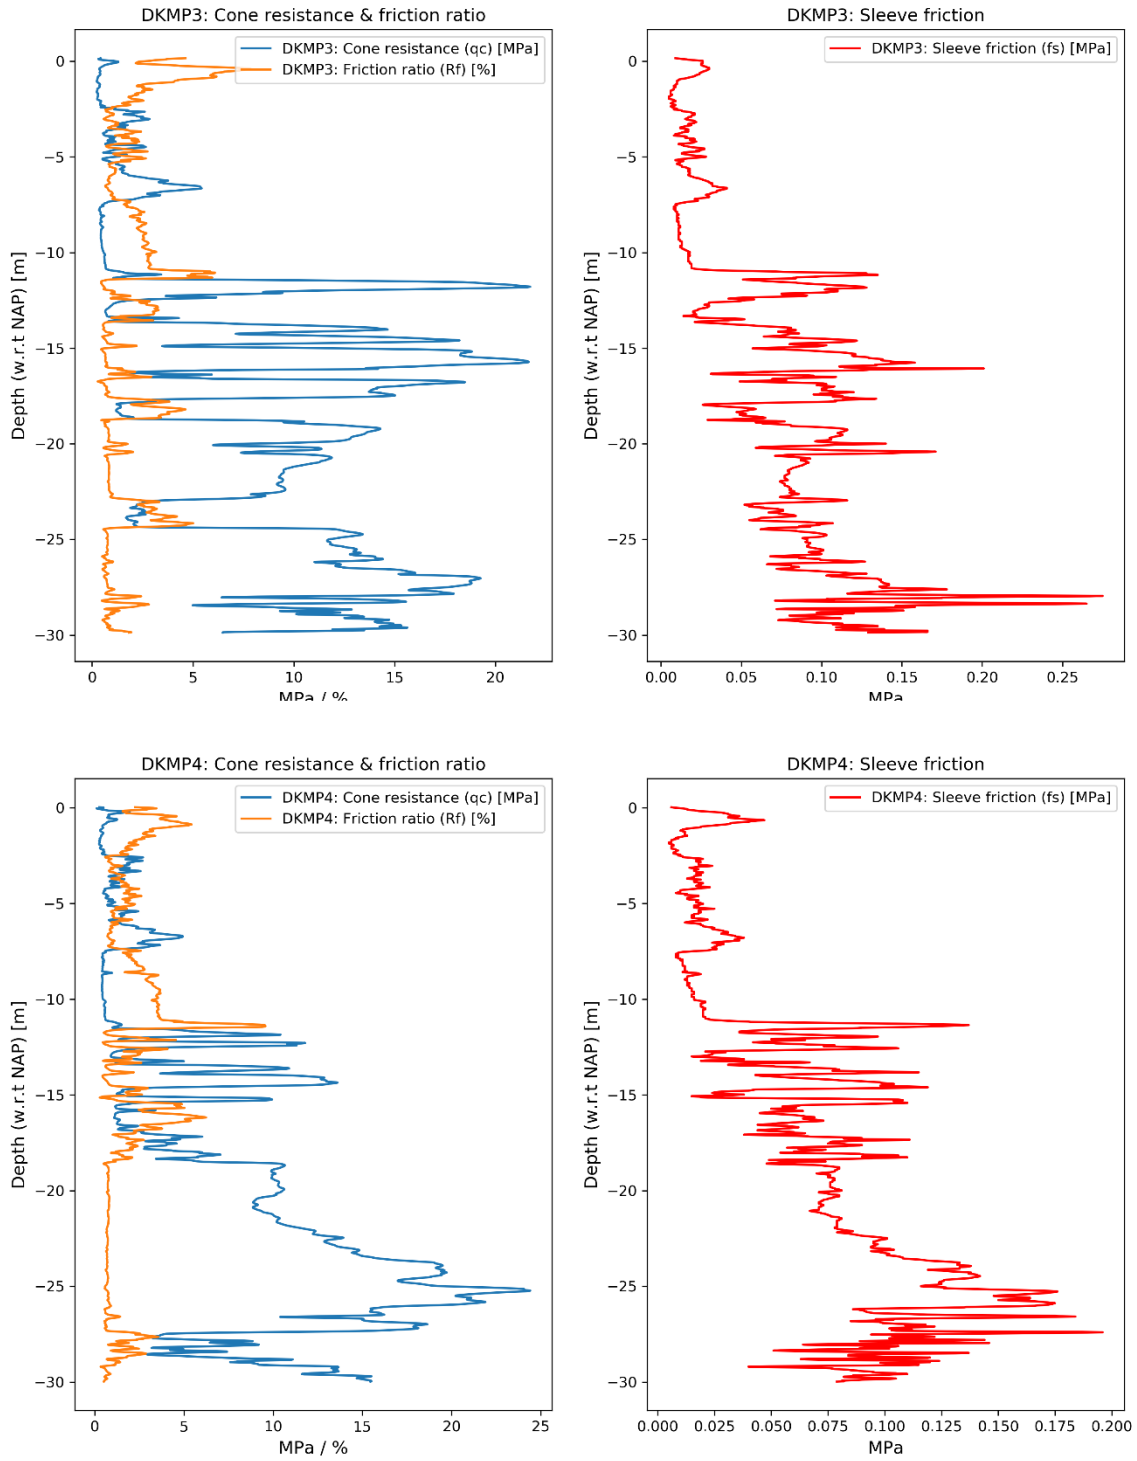 DKMP3: Cone resistance & friction ratio
DKMP3: Cone resistance (qc) [MPa]
DKMP3: Friction ratio (Rf) [%]
Depth (w.r.t NAP) [m]
0
−5
−10
−15
−20
−25
−30
0 5 10 15 20
MPa / %
DKMP3: Sleeve friction
DKMP3: Sleeve friction (fs) [MPa]
Depth (w.r.t NAP) [m]
0
−5
−10
−15
−20
−25
−30
0.00 0.05 0.10 0.15 0.20 0.25
MPa
DKMP4: Cone resistance & friction ratio
DKMP4: Cone resistance (qc) [MPa]
DKMP4: Friction ratio (Rf) [%]
Depth (w.r.t NAP) [m]
0
−5
−10
−15
−20
−25
−30
0 5 10 15 20 25
MPa / %
DKMP4: Sleeve friction
DKMP4: Sleeve friction (fs) [MPa]
Depth (w.r.t NAP) [m]
0
−5
−10
−15
−20
−25
−30
0.000 0.025 0.050 0.075 0.100 0.125 0.150 0.175 0.200
MPa